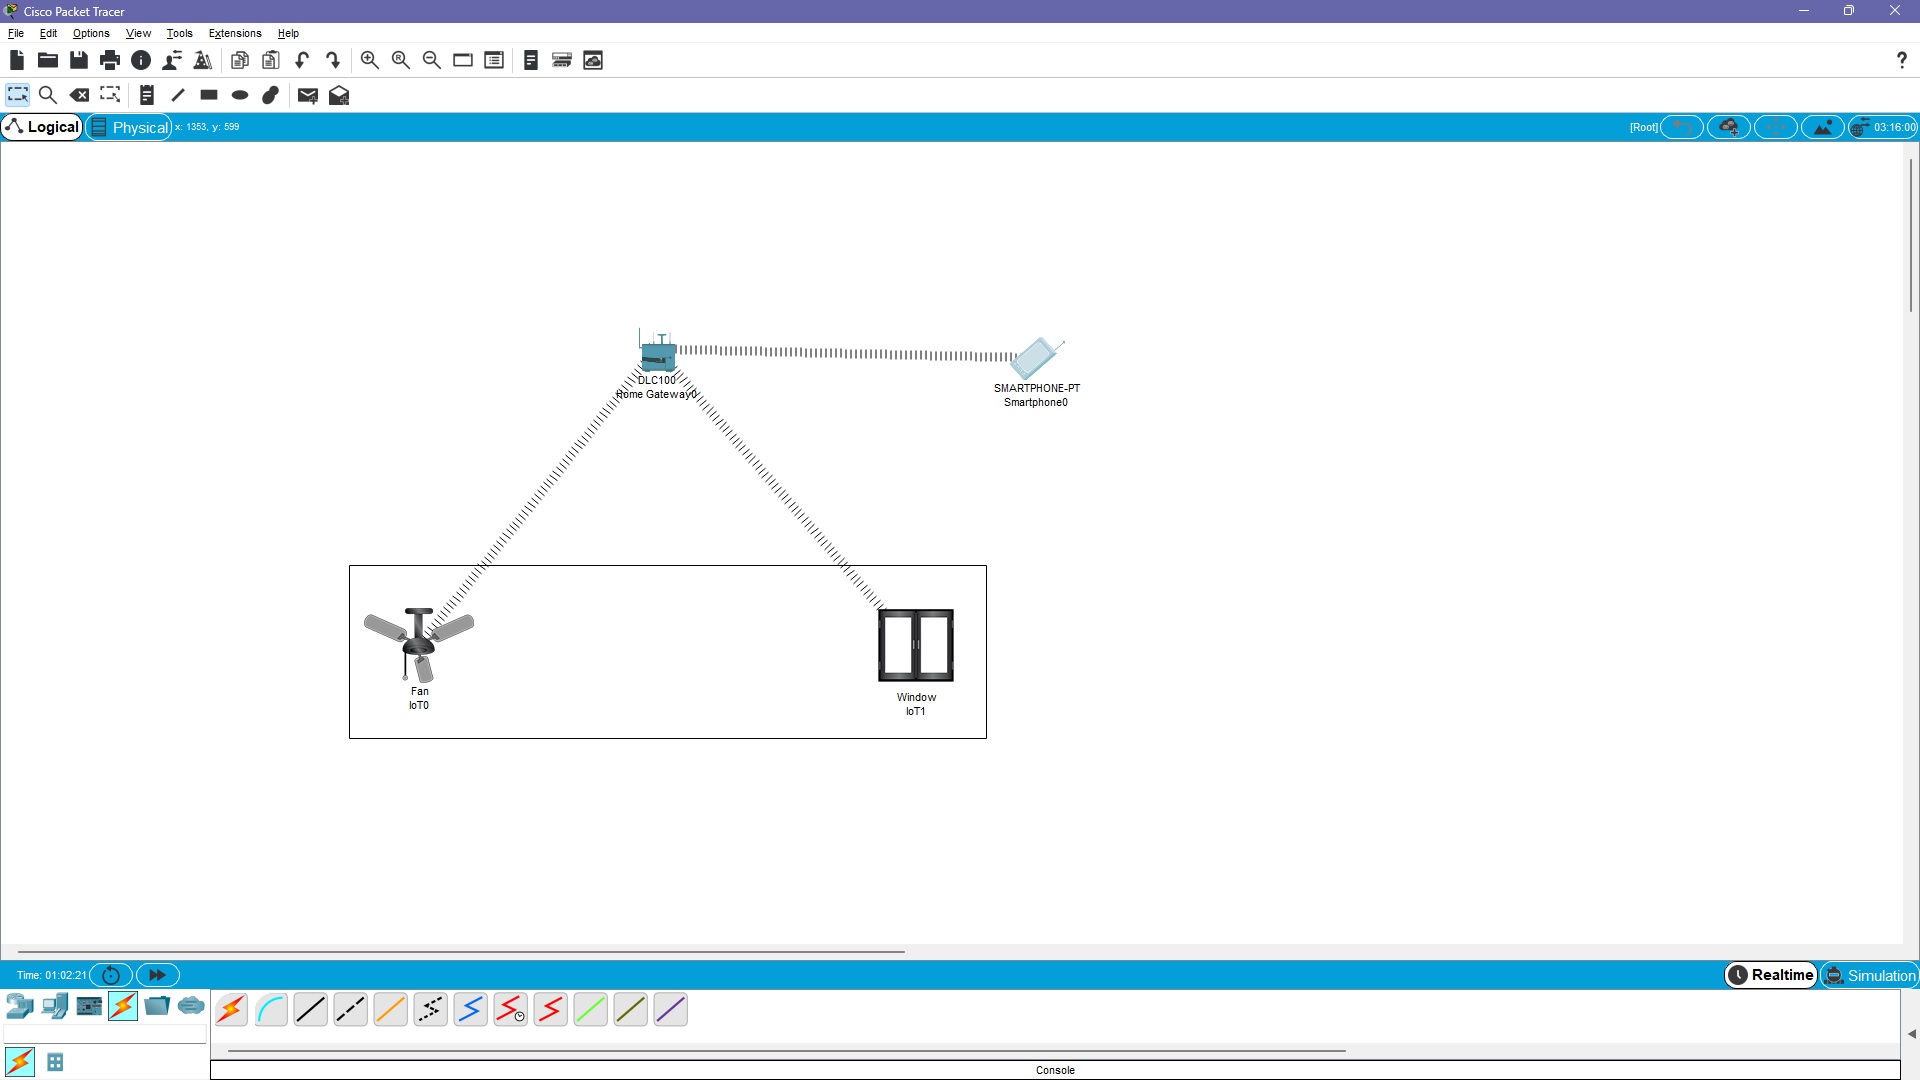 Cisco Packet Tracer
File Edit Options View Tools Extensions Help
?
Logical Physical x: 1353, y: 599 [Root] 03:16:00
DLC100
Home Gateway0
SMARTPHONE-PT
Smartphone0
Fan
IoT0
Window
IoT1
Time: 01:02:21 Realtime Simulation
Console